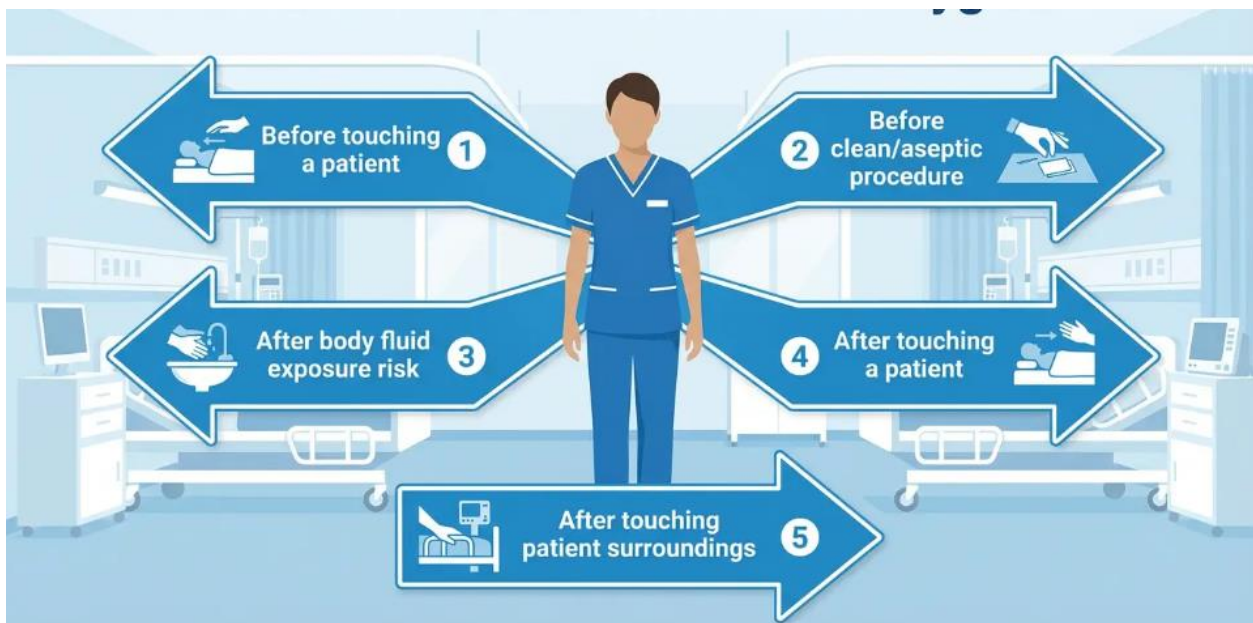 Before touching
a patient
1
2
Before
clean/aseptic
procedure
After body fluid
exposure risk
3
4
After touching
a patient
After touching
patient surroundings
5